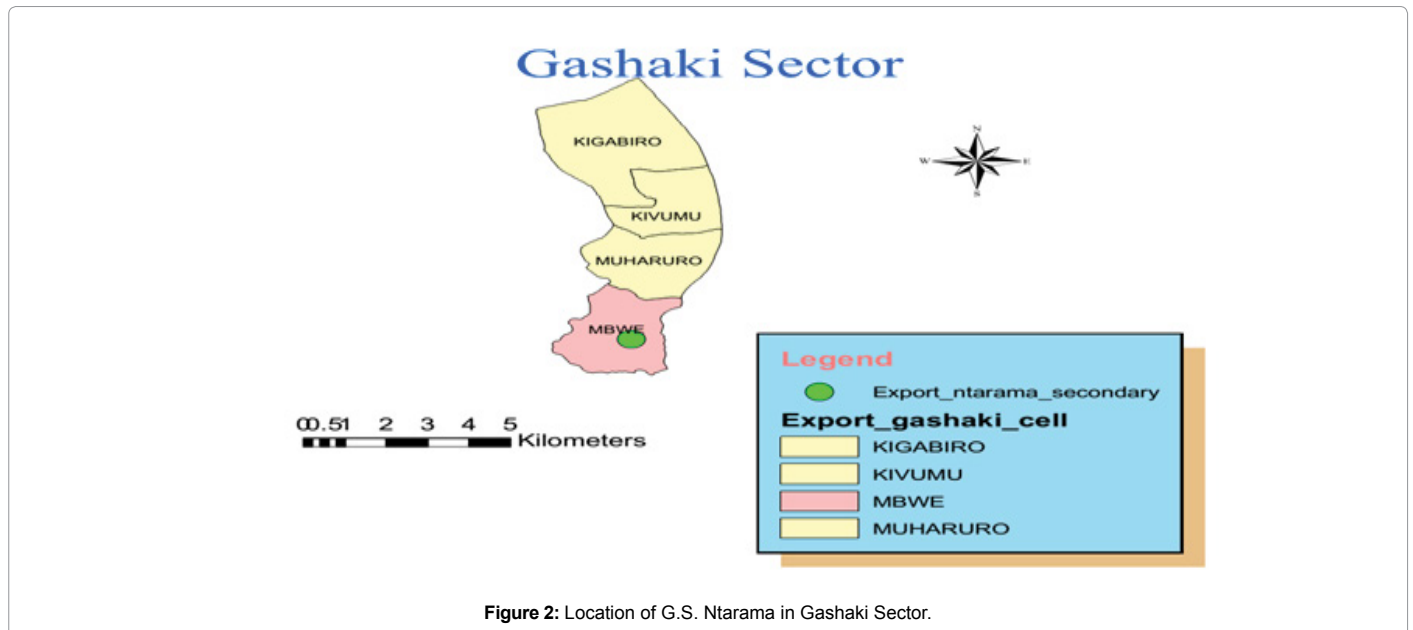 Gashaki Sector
KIGABIRO
KIVUMU
MUHARURO
MBWE
N
W E
S
00.51 2 3 4 5
Kilometers
Legend
Export_ntarama_secondary
Export_gashaki_cell
KIGABIRO
KIVUMU
MBWE
MUHARURO
Figure 2: Location of G.S. Ntarama in Gashaki Sector.